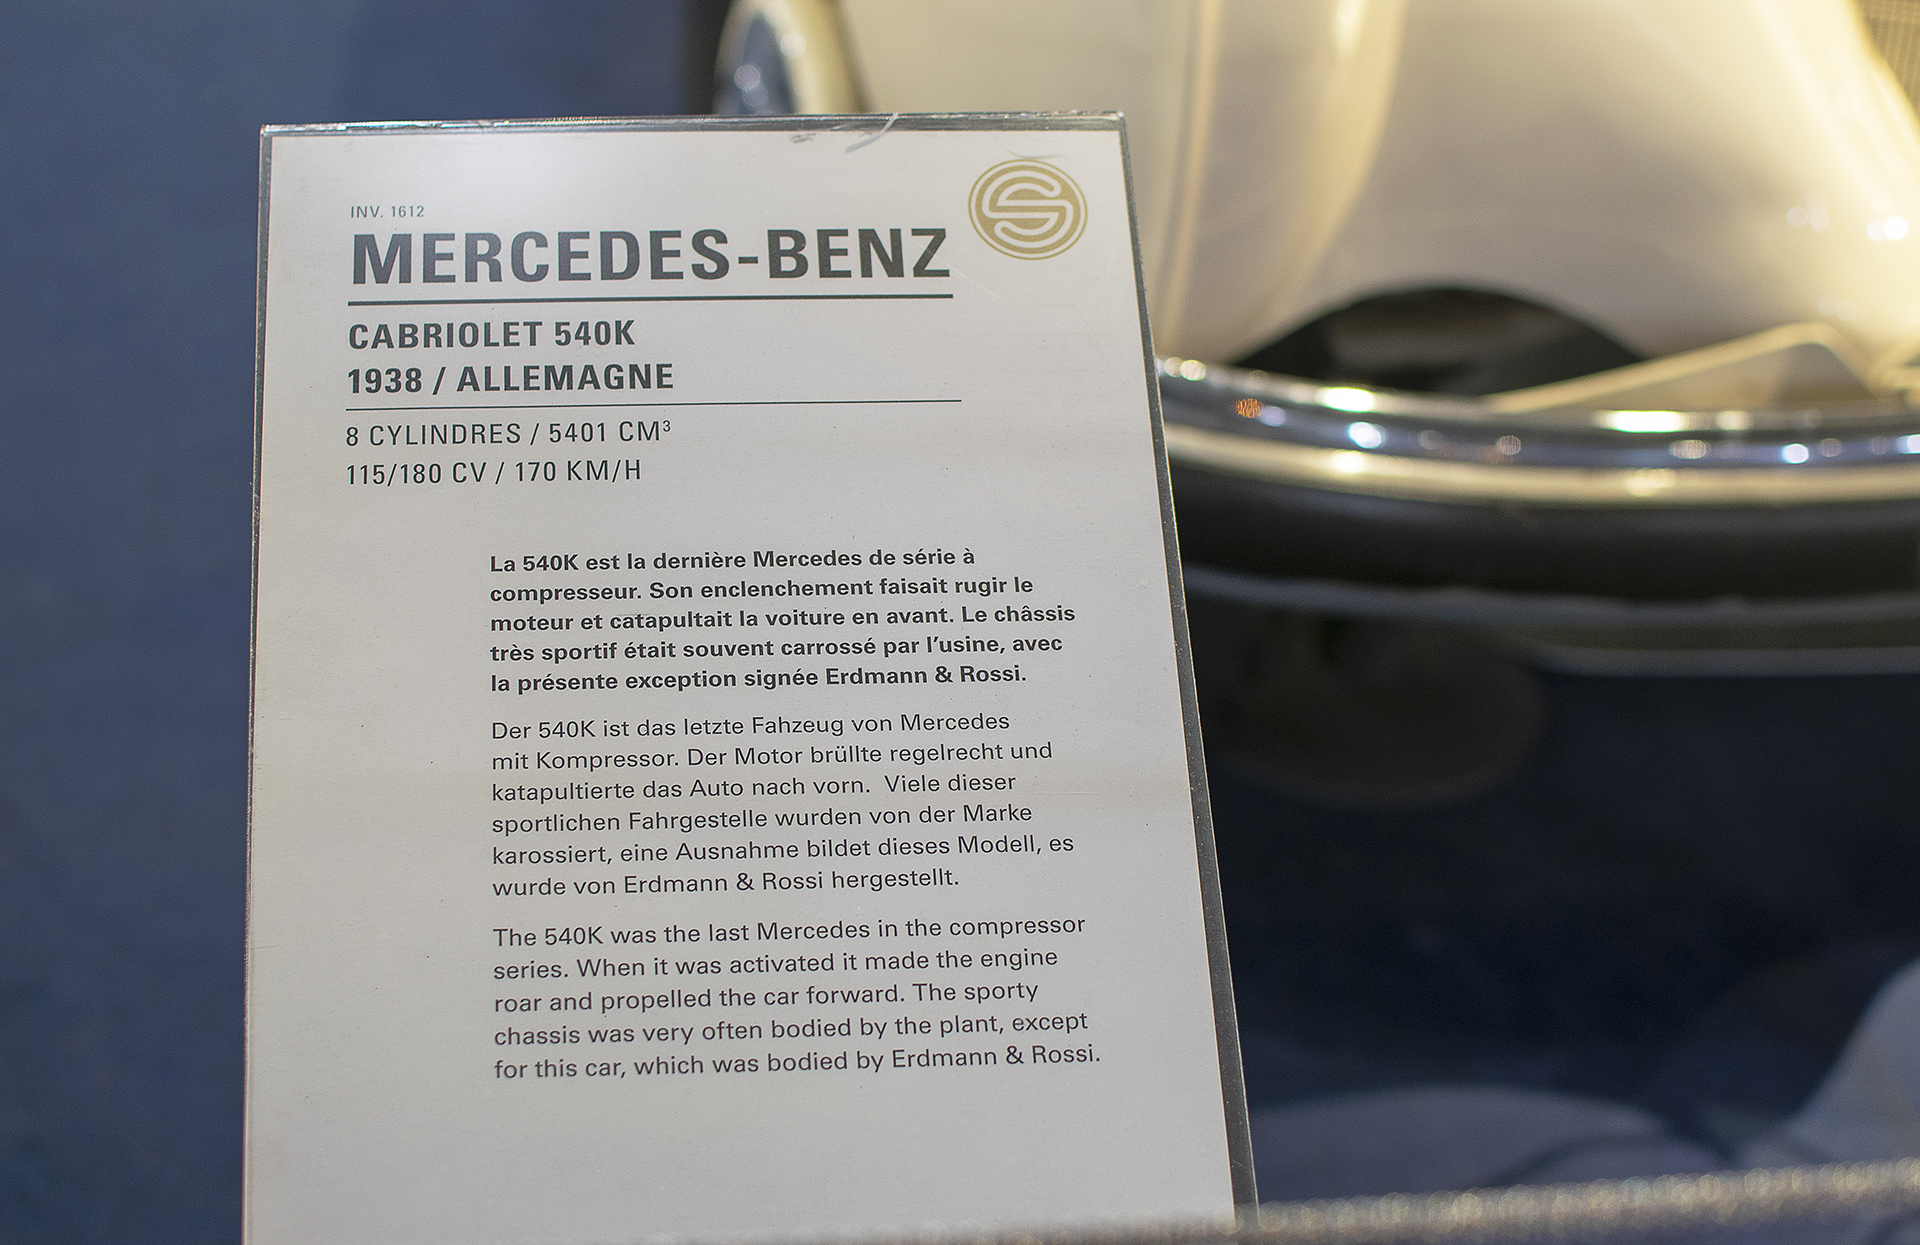 INV. 1612
MERCEDES-BENZ
CABRIOLET 540K
1938 / ALLEMAGNE
8 CYLINDRES / 5401 CM³
115/180 CV / 170 KM/H
La 540K est la dernière Mercedes de série à
compresseur. Son enclenchement faisait rugir le
moteur et catapultait la voiture en avant. Le châssis
très sportif était souvent carrossé par l'usine, avec
la présente exception signée Erdmann & Rossi.
Der 540K ist das letzte Fahzeug von Mercedes
mit Kompressor. Der Motor brüllte regelrecht und
katapultierte das Auto nach vorn. Viele dieser
sportlichen Fahrgestelle wurden von der Marke
karossiert, eine Ausnahme bildet dieses Modell, es
wurde von Erdmann & Rossi hergestellt.
The 540K was the last Mercedes in the compressor
series. When it was activated it made the engine
roar and propelled the car forward. The sporty
chassis was very often bodied by the plant, except
for this car, which was bodied by Erdmann & Rossi.